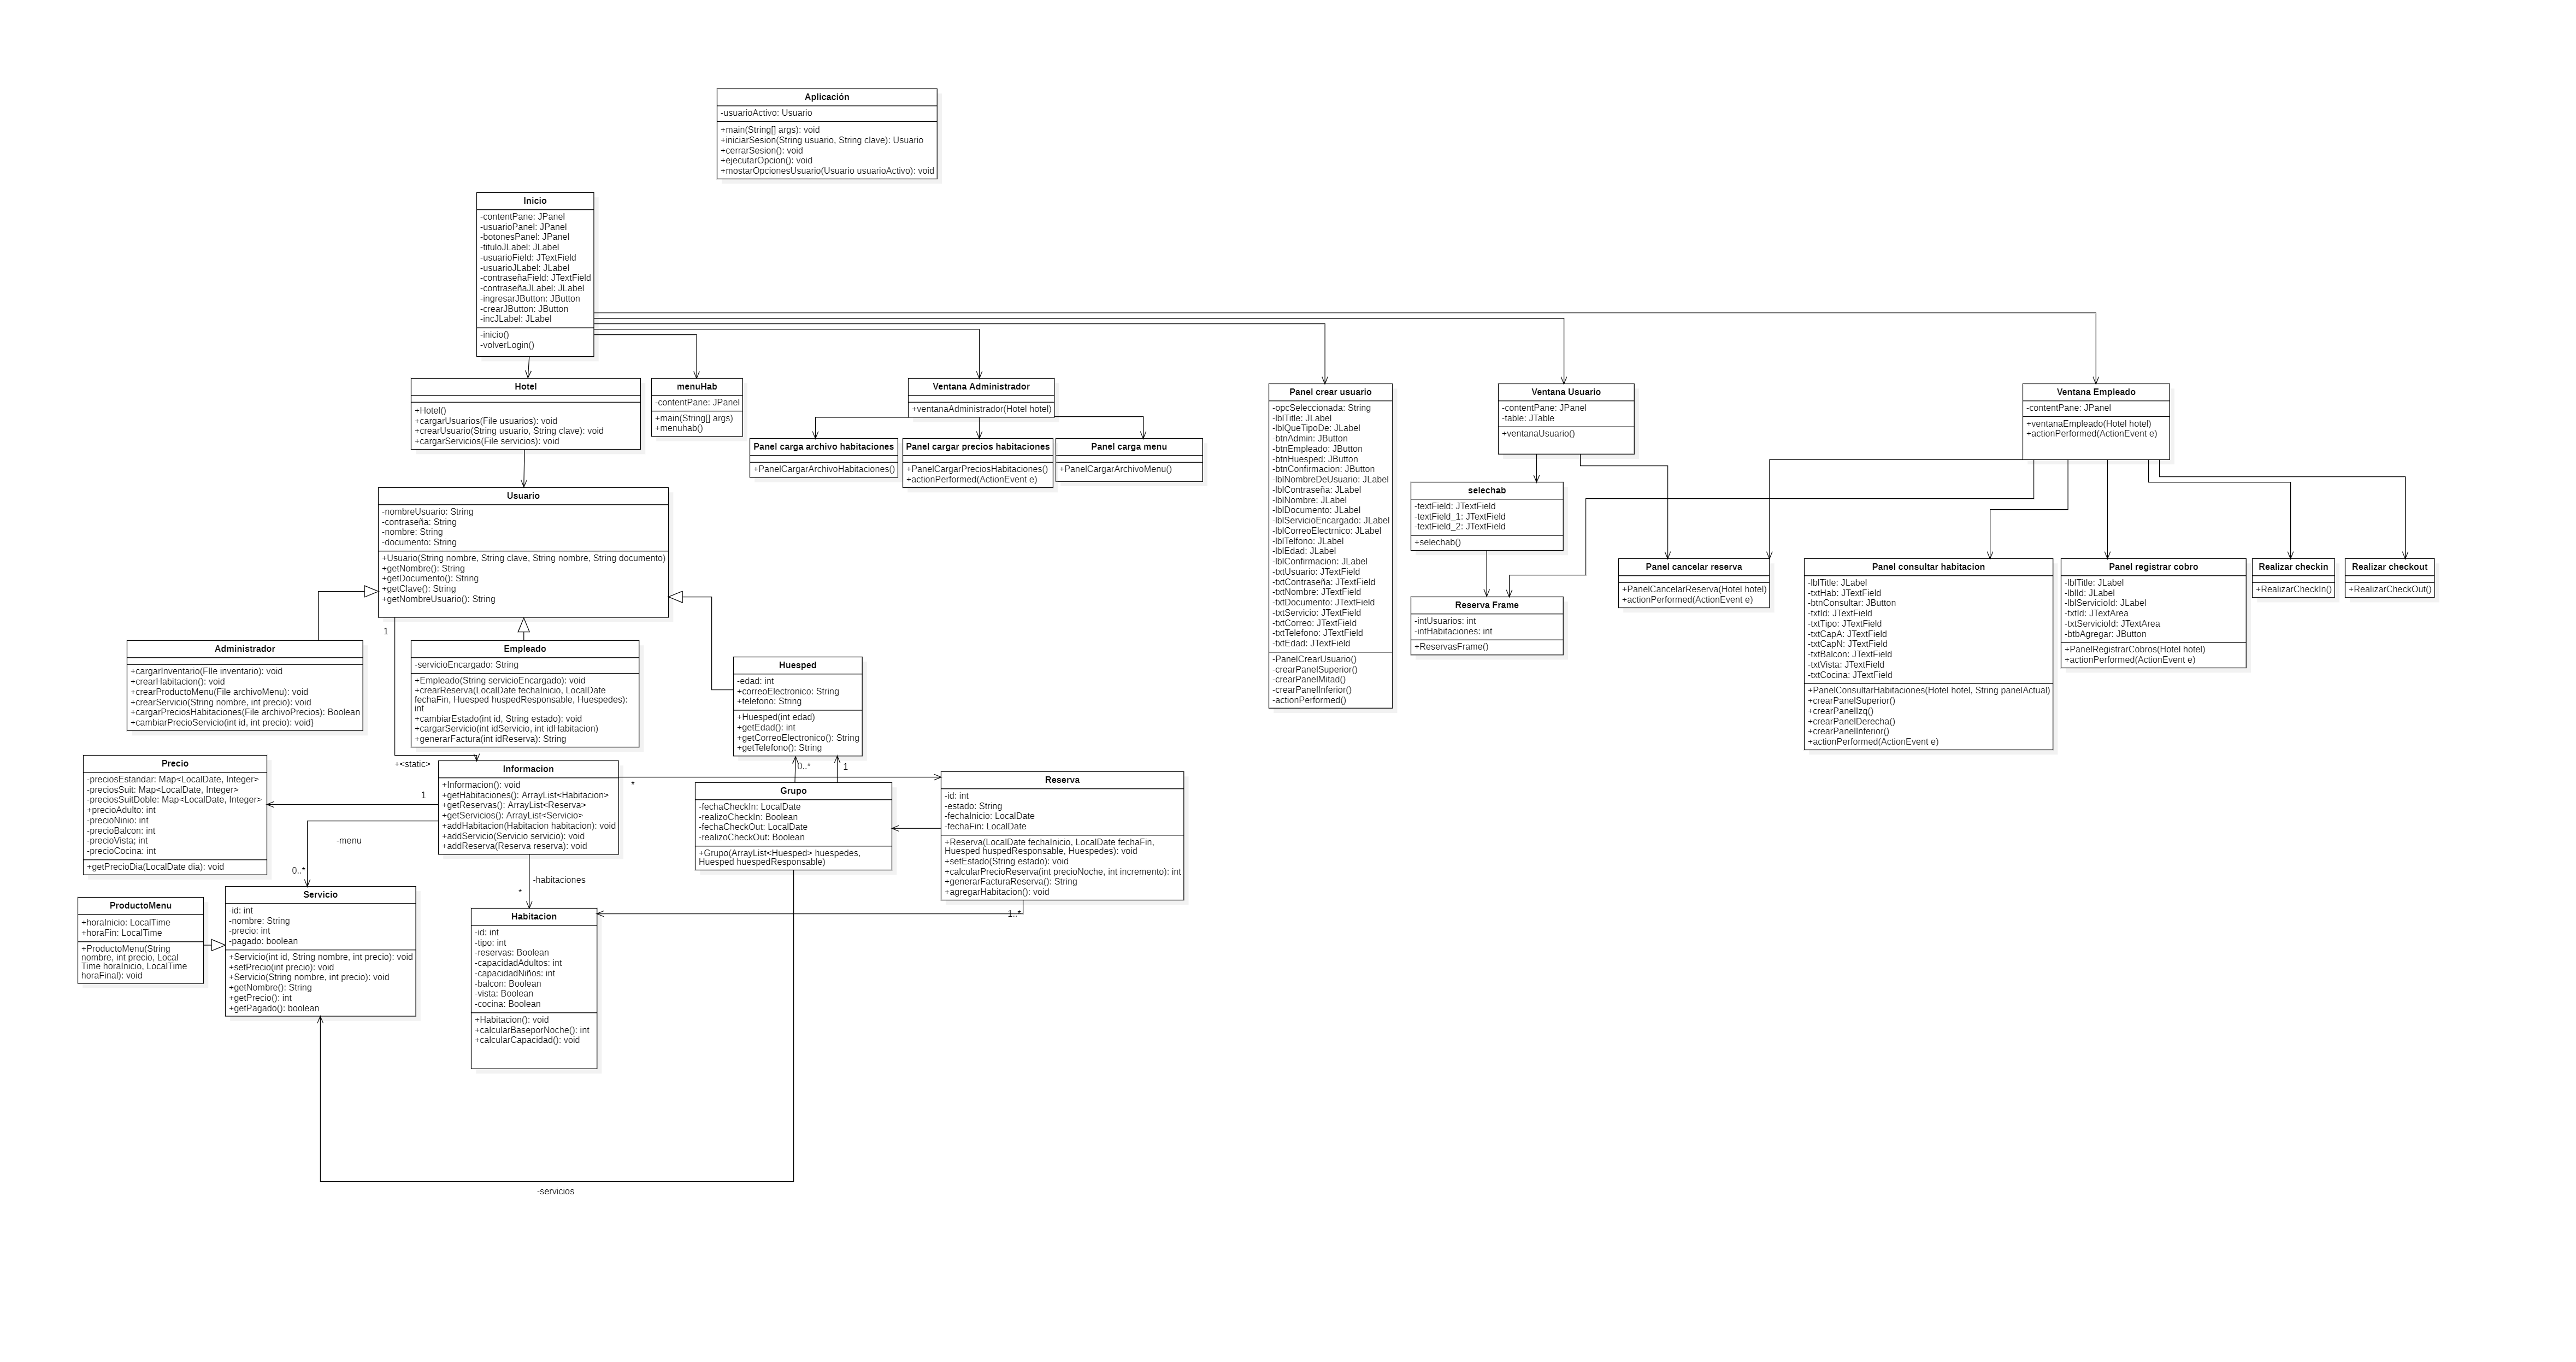 Aplicación
-usuarioActivo: Usuario
+main(String[] args): void
+iniciarSesion(String usuario, String clave): Usuario
+cerrarSesion(): void
+ejecutarOpcion(): void
+mostarOpcionesUsuario(Usuario usuarioActivo): void
Inicio
-contentPane: JPanel
-usuarioPanel: JPanel
-botonesPanel: JPanel
-tituloJLabel: JLabel
-usuarioField: JTextField
-usuarioJLabel: JLabel
-contraseñaField: JTextField
-contraseñaJLabel: JLabel
-ingresarJButton: JButton
-crearJButton: JButton
-incJLabel: JLabel
-inicio()
-volverLogin()
Hotel
+Hotel()
+cargarUsuarios(File usuarios): void
+crearUsuario(String usuario, String clave): void
+cargarServicios(File servicios): void
menuHab
-contentPane: JPanel
+main(String[] args)
+menuhab()
Ventana Administrador
+ventanaAdministrador(Hotel hotel)
Panel carga archivo habitaciones
+PanelCargarArchivoHabitaciones()
Panel cargar precios habitaciones
+PanelCargarPreciosHabitaciones()
+actionPerformed(ActionEvent e)
Panel carga menu
+PanelCargarArchivoMenu()
Panel crear usuario
-opcSeleccionada: String
-lblTitle: JLabel
-lblQueTipoDe: JLabel
-btnAdmin: JButton
-btnEmpleado: JButton
-btnHuesped: JButton
-btnConfirmacion: JButton
-lblNombreDeUsuario: JLabel
-lblContraseña: JLabel
-lblNombre: JLabel
-lblDocumento: JLabel
-lblServicioEncargado: JLabel
-lblCorreoElectrnico: JLabel
-lblTelfono: JLabel
-lblEdad: JLabel
-lblConfirmacion: JLabel
-txtUsuario: JTextField
-txtContraseña: JTextField
-txtNombre: JTextField
-txtDocumento: JTextField
-txtServicio: JTextField
-txtCorreo: JTextField
-txtTelefono: JTextField
-txtEdad: JTextField
-PanelCrearUsuario()
-crearPanelSuperior()
-crearPanelMitad()
-crearPanelInferior()
-actionPerformed()
Ventana Usuario
-contentPane: JPanel
-table: JTable
+ventanaUsuario()
selechab
-textField: JTextField
-textField_1: JTextField
-textField_2: JTextField
+selechab()
Reserva Frame
-intUsuarios: int
-intHabitaciones: int
+ReservasFrame()
Ventana Empleado
-contentPane: JPanel
+ventanaEmpleado(Hotel hotel)
+actionPerformed(ActionEvent e)
Panel cancelar reserva
+PanelCancelarReserva(Hotel hotel)
+actionPerformed(ActionEvent e)
Panel consultar habitacion
-lblTitle: JLabel
-txtHab: JTextField
-btnConsultar: JButton
-txtId: JTextField
-txtTipo: JTextField
-txtCapA: JTextField
-txtCapN: JTextField
-txtBalcon: JTextField
-txtVista: JTextField
-txtCocina: JTextField
+PanelConsultarHabitaciones(Hotel hotel, String panelActual)
+crearPanelSuperior()
+crearPanelIzq()
+crearPanelDerecha()
+crearPanelInferior()
+actionPerformed(ActionEvent e)
Panel registrar cobro
-lblTitle: JLabel
-lblId: JLabel
-lblServicioId: JLabel
-txtId: JTextArea
-txtServicioId: JTextArea
-btbAgregar: JButton
+PanelRegistrarCobros(Hotel hotel)
+actionPerformed(ActionEvent e)
Realizar checkin
+RealizarCheckIn()
Realizar checkout
+RealizarCheckOut()
Usuario
-nombreUsuario: String
-contraseña: String
-nombre: String
-documento: String
+Usuario(String nombre, String clave, String nombre, String documento)
+getNombre(): String
+getDocumento(): String
+getClave(): String
+getNombreUsuario(): String
1
Administrador
+cargarInventario(FIle inventario): void
+crearHabitacion(): void
+crearProductoMenu(File archivoMenu): void
+crearServicio(String nombre, int precio): void
+cargarPreciosHabitaciones(File archivoPrecios): Boolean
+cambiarPrecioServicio(int id, int precio): void)
Empleado
-servicioEncargado: String
+Empleado(String servicioEncargado): void
+crearReserva(LocalDate fechaInicio, LocalDate
fechaFin, Huesped huspedResponsable, Huespedes):
int
+cambiarEstado(int id, String estado): void
+cargarServicio(int idServicio, int idHabitacion)
+generarFactura(int idReserva): String
Huesped
-edad: int
+correoElectronico: String
+telefono: String
+Huesped(int edad)
+getEdad(): int
+getCorreoElectronico(): String
+getTelefono(): String
+<static>
0..*
1
Precio
-preciosEstandar: Map<LocalDate, Integer>
-preciosSuit: Map<LocalDate, Integer>
-preciosSuitDoble: Map<LocalDate, Integer>
+precioAdulto: int
-precioNinio: int
-precioBalcon: int
-precioVista; int
-precioCocina: int
+getPrecioDia(LocalDate dia): void
1
Informacion
+Informacion(): void
+getHabitaciones(): ArrayList<Habitacion>
+getReservas(): ArrayList<Reserva>
+getServicios(): ArrayList<Servicio>
+addHabitacion(Habitacion habitacion): void
+addServicio(Servicio servicio): void
+addReserva(Reserva reserva): void
*
Grupo
-fechaCheckIn: LocalDate
-realizoCheckIn: Boolean
-fechaCheckOut: LocalDate
-realizoCheckOut: Boolean
+Grupo(ArrayList<Huesped> huespedes,
Huesped huespedResponsable)
Reserva
-id: int
-estado: String
-fechaInicio: LocalDate
-fechaFin: LocalDate
+Reserva(LocalDate fechaInicio, LocalDate fechaFin,
Huesped huspedResponsable, Huespedes): void
+setEstado(String estado): void
+calcularPrecioReserva(int precioNoche, int incremento): int
+generarFacturaReserva(): String
+agregarHabitacion(): void
-menu
0..*
-habitaciones
*
1..*
ProductoMenu
+horaInicio: LocalTime
+horaFin: LocalTime
+ProductoMenu(String
nombre, int precio, Local
Time horaInicio, LocalTime
horaFinal): void
Servicio
-id: int
-nombre: String
-precio: int
-pagado: boolean
+Servicio(int id, String nombre, int precio): void
+setPrecio(int precio): void
+Servicio(String nombre, int precio): void
+getNombre(): String
+getPrecio(): int
+getPagado(): boolean
Habitacion
-id: int
-tipo: int
-reservas: Boolean
-capacidadAdultos: int
-capacidadNiños: int
-balcon: Boolean
-vista: Boolean
-cocina: Boolean
+Habitacion(): void
+calcularBaseporNoche(): int
+calcularCapacidad(): void
-servicios